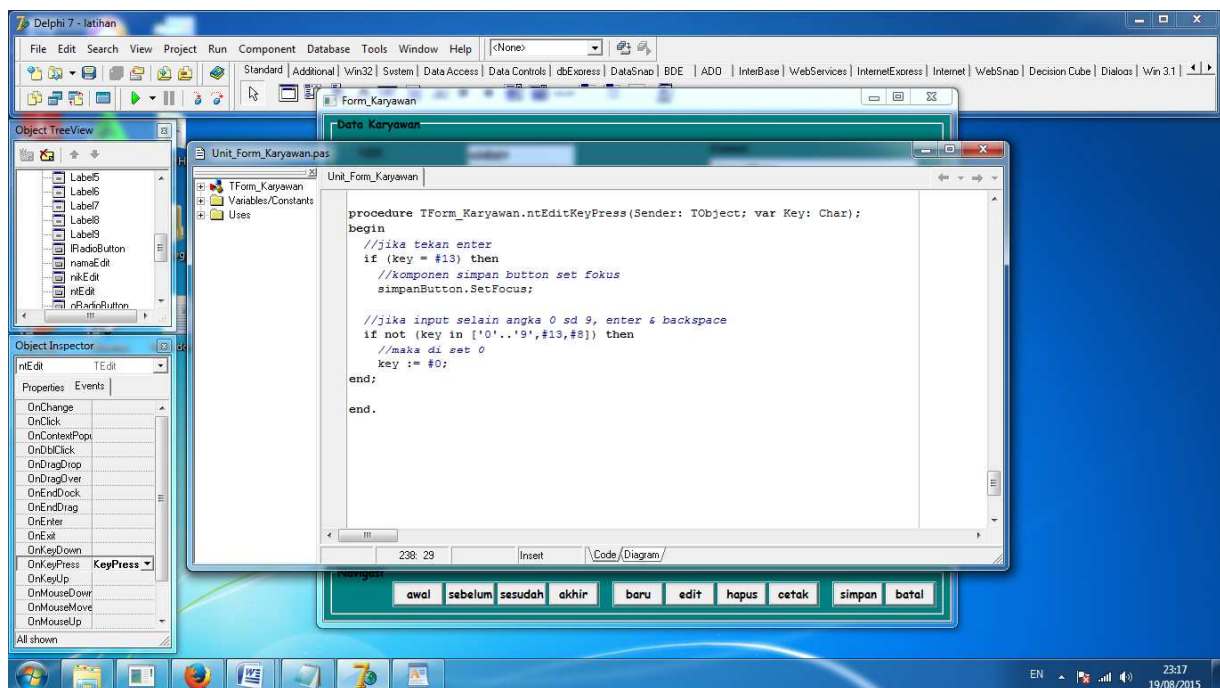 Delphi 7 - latihan
File Edit Search View Project Run Component Database Tools Window Help <None>
Standard Additional Win32 System Data Access Data Controls dbExpress DataSnap BDE ADO InterBase WebServices InternetExpress Internet WebSnap Decision Cube Dialogs Win 3.1
Form_Karyawan
Data Karyawan
Object TreeView
Label5
Label6
Label7
Label8
Label9
lRadioButton
namaEdit
nikEdit
ntEdit
oRadioButton
Unit_Form_Karyawan.pas
TForm_Karyawan
Variables/Constants
Uses
Unit_Form_Karyawan
procedure TForm_Karyawan.ntEditKeyPress(Sender: TObject; var Key: Char);
begin
//jika tekan enter
if (key = #13) then
//komponen simpan button set fokus
simpanButton.SetFocus;
//jika input selain angka 0 sd 9, enter & backspace
if not (key in ['0'..'9',#13,#8]) then
//maka di set 0
key := #0;
end;
end.
238: 29 Insert Code Diagram
Object Inspector
ntEdit TEdit
Properties Events
OnChange
OnClick
OnContextPopu
OnDblClick
OnDragDrop
OnDragOver
OnEndDock
OnEndDrag
OnEnter
OnExit
OnKeyDown
OnKeyPress KeyPress
OnKeyUp
OnMouseDowr
OnMouseMove
OnMouseUp
All shown
Navigasi
awal sebelum sesudah akhir baru edit hapus cetak simpan batal
EN 23:17
19/08/2015